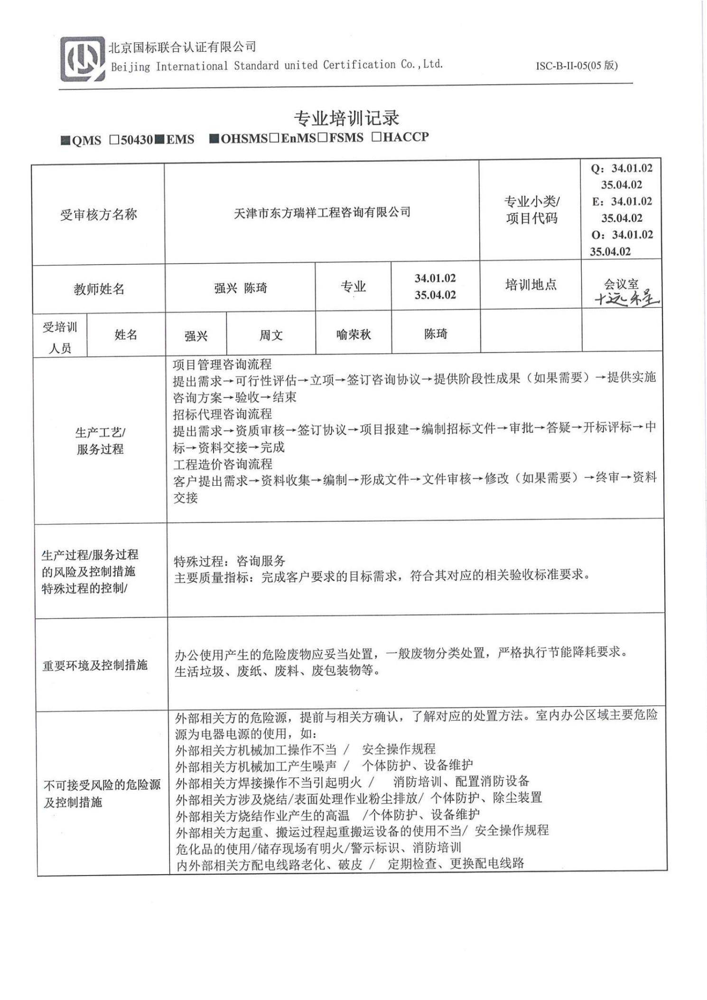 北京国标联合认证有限公司
Beijing International Standard united Certification Co.,Ltd.
ISC-B-II-05(05 版)
专业培训记录
■QMS □50430■EMS ■OHSMS□EnMS□FSMS □HACCP
受审核方名称
天津市东方瑞祥工程咨询有限公司
专业小类/
项目代码
Q：34.01.02
35.04.02
E：34.01.02
35.04.02
O：34.01.02
35.04.02
教师姓名
强兴 陈琦
专业
34.01.02
35.04.02
培训地点
会议室
+远程
受培训
人员
姓名
强兴
周文
喻荣秋
陈琦
生产工艺/
服务过程
项目管理咨询流程
提出需求→可行性评估→立项→签订咨询协议→提供阶段性成果（如果需要）→提供实施
咨询方案→验收→结束
招标代理咨询流程
提出需求→资质审核→签订协议→项目报建→编制招标文件→审批→答疑→开标评标→中
标→资料交接→完成
工程造价咨询流程
客户提出需求→资料收集→编制→形成文件→文件审核→修改（如果需要）→终审→资料
交接
生产过程/服务过程
的风险及控制措施
特殊过程的控制/
特殊过程：咨询服务
主要质量指标：完成客户要求的目标需求，符合其对应的相关验收标准要求。
重要环境及控制措施
办公使用产生的危险废物应妥当处置，一般废物分类处置，严格执行节能降耗要求。
生活垃圾、废纸、废料、废包装物等。
不可接受风险的危险源
及控制措施
外部相关方的危险源，提前与相关方确认，了解对应的处置方法。室内办公区域主要危险
源为电器电源的使用，如：
外部相关方机械加工操作不当 / 安全操作规程
外部相关方机械加工产生噪声 / 个体防护、设备维护
外部相关方焊接操作不当引起明火 / 消防培训、配置消防设备
外部相关方涉及烧结/表面处理作业粉尘排放/ 个体防护、除尘装置
外部相关方烧结作业产生的高温 /个体防护、设备维护
外部相关方起重、搬运过程起重搬运设备的使用不当/ 安全操作规程
危化品的使用/储存现场有明火/警示标识、消防培训
内外部相关方配电线路老化、破皮 / 定期检查、更换配电线路